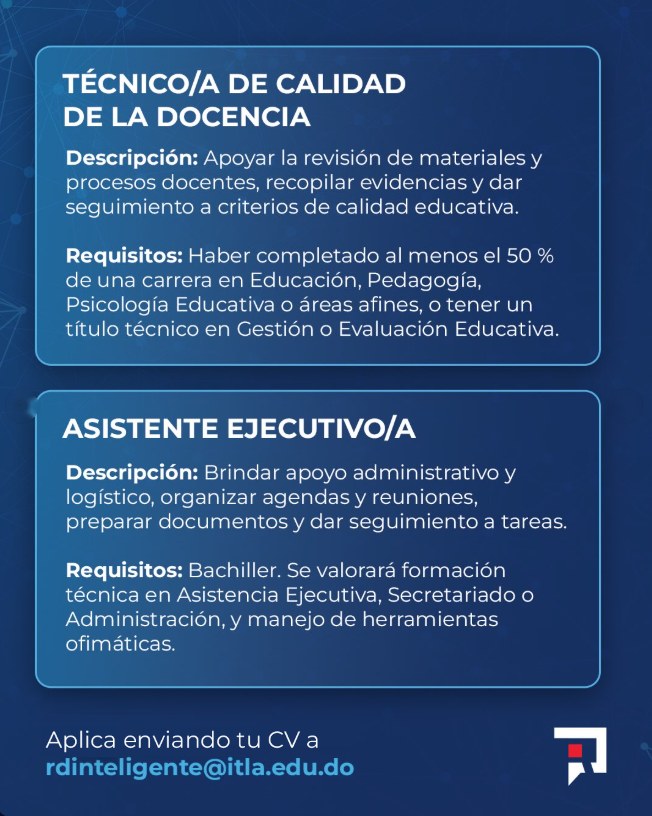 TÉCNICO/A DE CALIDAD
DE LA DOCENCIA
Descripción: Apoyar la revisión de materiales y
procesos docentes, recopilar evidencias y dar
seguimiento a criterios de calidad educativa.
Requisitos: Haber completado al menos el 50 %
de una carrera en Educación, Pedagogía,
Psicología Educativa o áreas afines, o tener un
título técnico en Gestión o Evaluación Educativa.
ASISTENTE EJECUTIVO/A
Descripción: Brindar apoyo administrativo y
logístico, organizar agendas y reuniones,
preparar documentos y dar seguimiento a tareas.
Requisitos: Bachiller. Se valorará formación
técnica en Asistencia Ejecutiva, Secretariado o
Administración, y manejo de herramientas
ofimáticas.
Aplica enviando tu CV a
rdinteligente@itla.edu.do